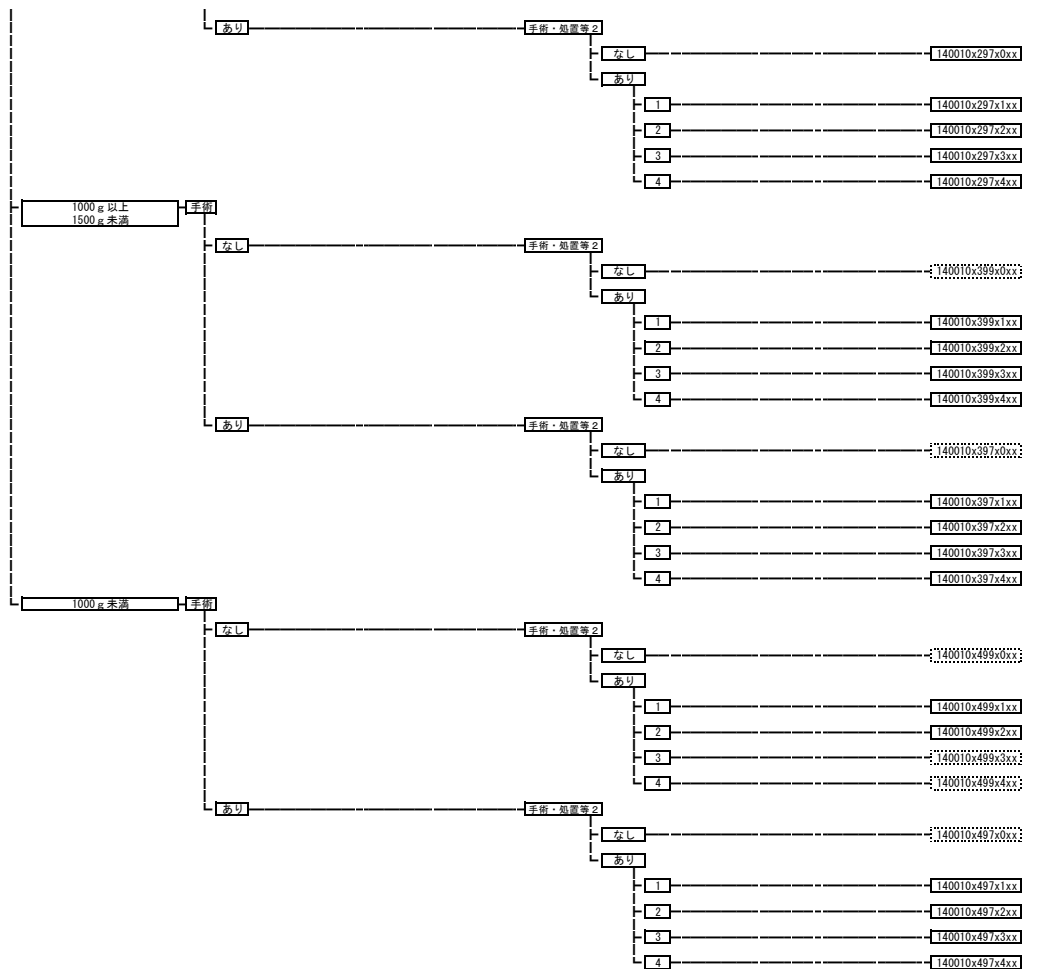 あり 手術・処置等2
なし 140010x297x0xx
あり
1 140010x297x1xx
2 140010x297x2xx
3 140010x297x3xx
4 140010x297x4xx
1000g以上 手術
1500g未満
なし 手術・処置等2
なし 140010x399x0xx
あり
1 140010x399x1xx
2 140010x399x2xx
3 140010x399x3xx
4 140010x399x4xx
あり 手術・処置等2
なし 140010x397x0xx
あり
1 140010x397x1xx
2 140010x397x2xx
3 140010x397x3xx
4 140010x397x4xx
1000g未満 手術
なし 手術・処置等2
なし 140010x499x0xx
あり
1 140010x499x1xx
2 140010x499x2xx
3 140010x499x3xx
4 140010x499x4xx
あり 手術・処置等2
なし 140010x497x0xx
あり
1 140010x497x1xx
2 140010x497x2xx
3 140010x497x3xx
4 140010x497x4xx